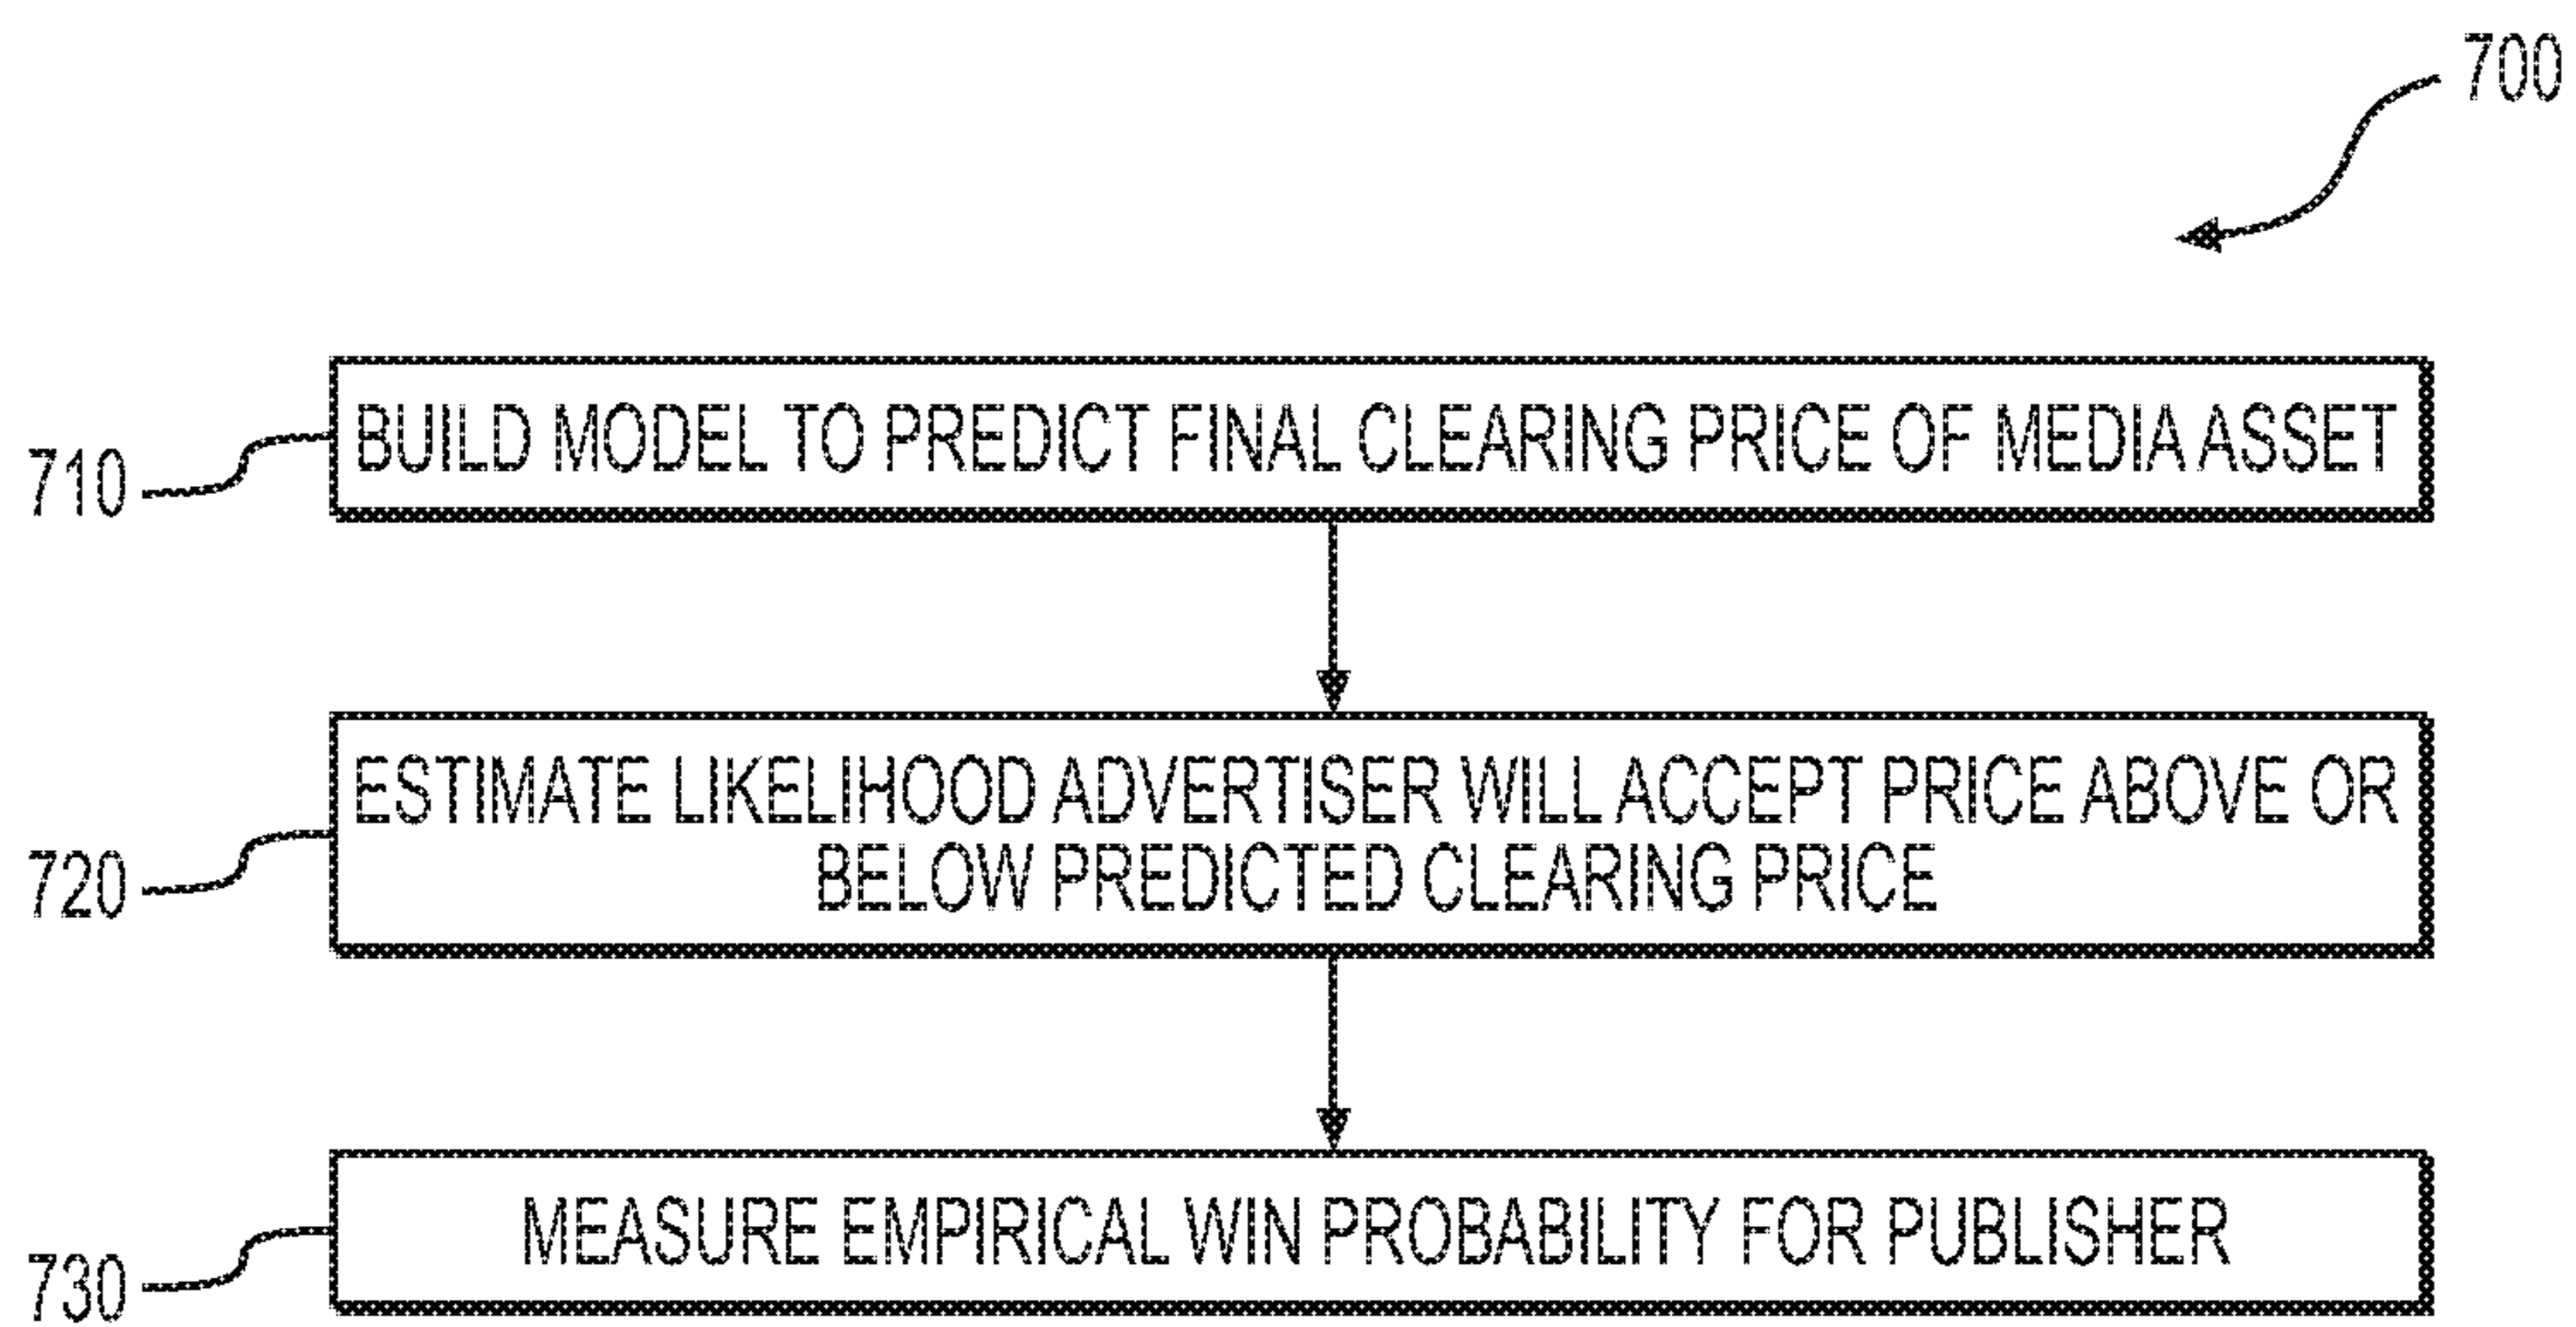 700
710
BUILD MODEL TO PREDICT FINAL CLEARING PRICE OF MEDIA ASSET
720
ESTIMATE LIKELIHOOD ADVERTISER WILL ACCEPT PRICE ABOVE OR
BELOW PREDICTED CLEARING PRICE
730
MEASURE EMPIRICAL WIN PROBABILITY FOR PUBLISHER